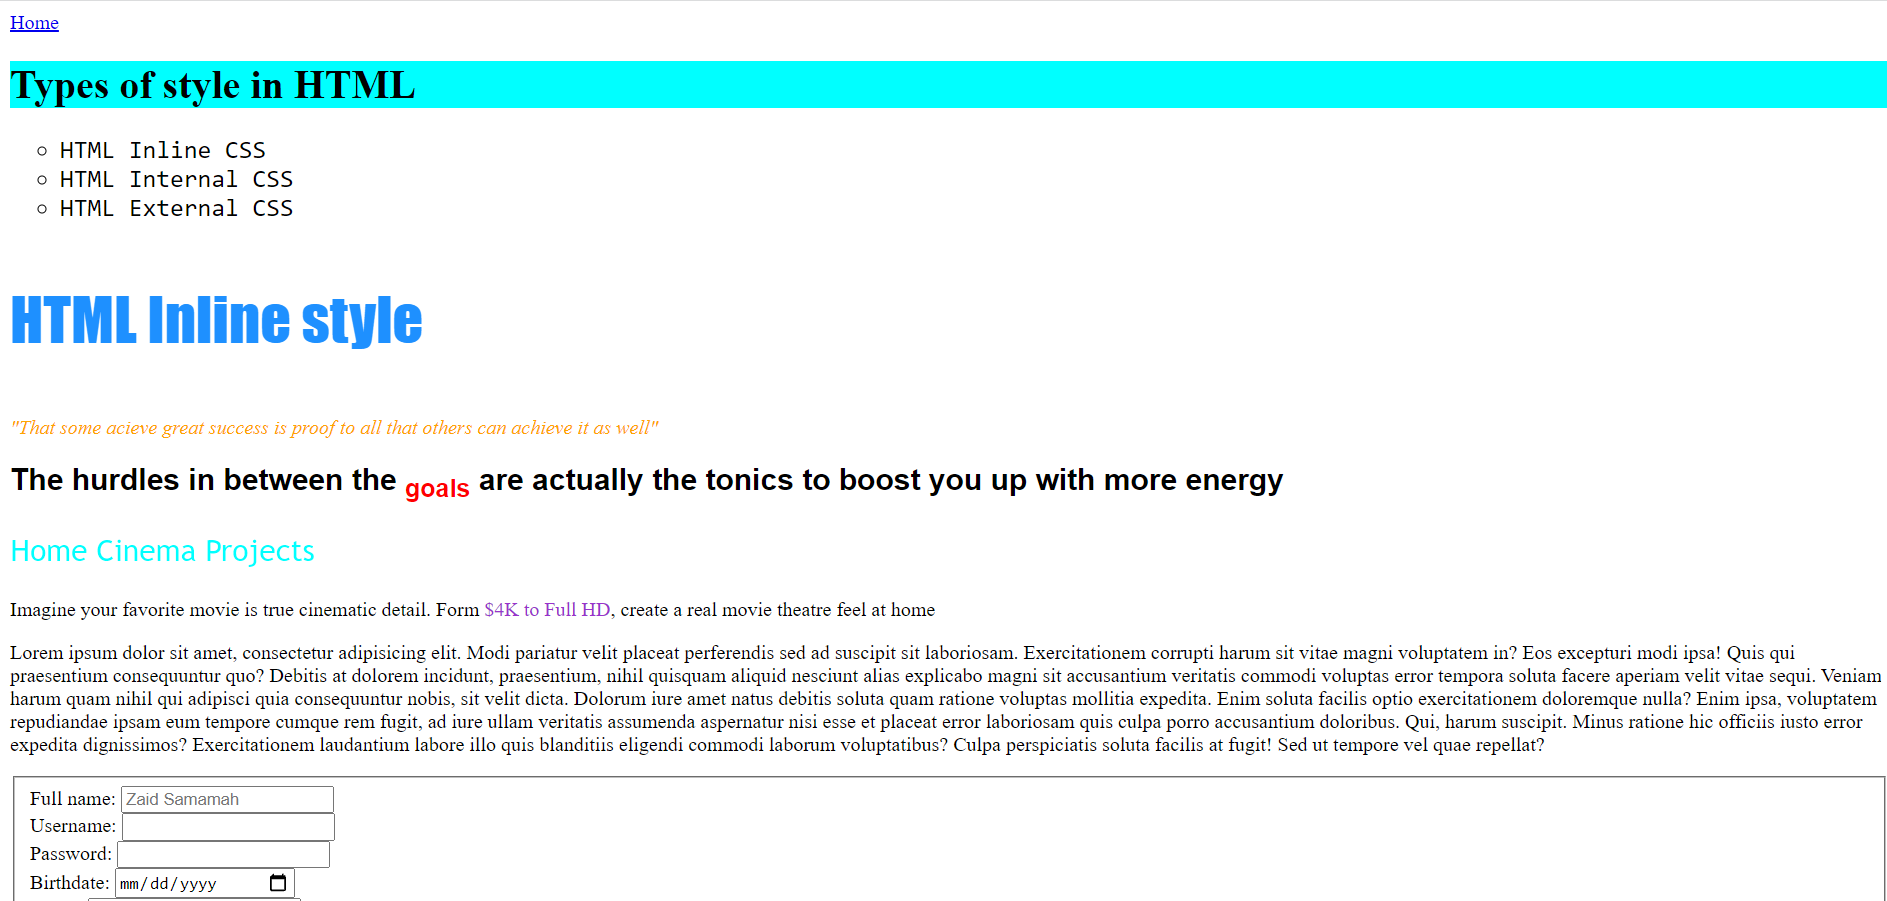 Home
Types of style in HTML
HTML Inline CSS
HTML Internal CSS
HTML External CSS
HTML Inline style
"That some acieve great success is proof to all that others can achieve it as well"
The hurdles in between the goals are actually the tonics to boost you up with more energy
Home Cinema Projects
Imagine your favorite movie is true cinematic detail. Form $4K to Full HD, create a real movie theatre feel at home
Lorem ipsum dolor sit amet, consectetur adipisicing elit. Modi pariatur velit placeat perferendis sed ad suscipit sit laboriosam. Exercitationem corrupti harum sit vitae magni voluptatem in? Eos excepturi modi ipsa! Quis qui
praesentium consequuntur quo? Debitis at dolorem incidunt, praesentium, nihil quisquam aliquid nesciunt alias explicabo magni sit accusantium veritatis commodi voluptas error tempora soluta facere aperiam velit vitae sequi. Veniam
harum quam nihil qui adipisci quia consequuntur nobis, sit velit dicta. Dolorum iure amet natus debitis soluta quam ratione voluptas mollitia expedita. Enim soluta facilis optio exercitationem doloremque nulla? Enim ipsa, voluptatem
repudiandae ipsam eum tempore cumque rem fugit, ad iure ullam veritatis assumenda aspernatur nisi esse et placeat error laboriosam quis culpa porro accusantium doloribus. Qui, harum suscipit. Minus ratione hic officiis iusto error
expedita dignissimos? Exercitationem laudantium labore illo quis blanditiis eligendi commodi laborum voluptatibus? Culpa perspiciatis soluta facilis at fugit! Sed ut tempore vel quae repellat?
Full name: Zaid Samamah
Username:
Password:
Birthdate: mm/dd/yyyy